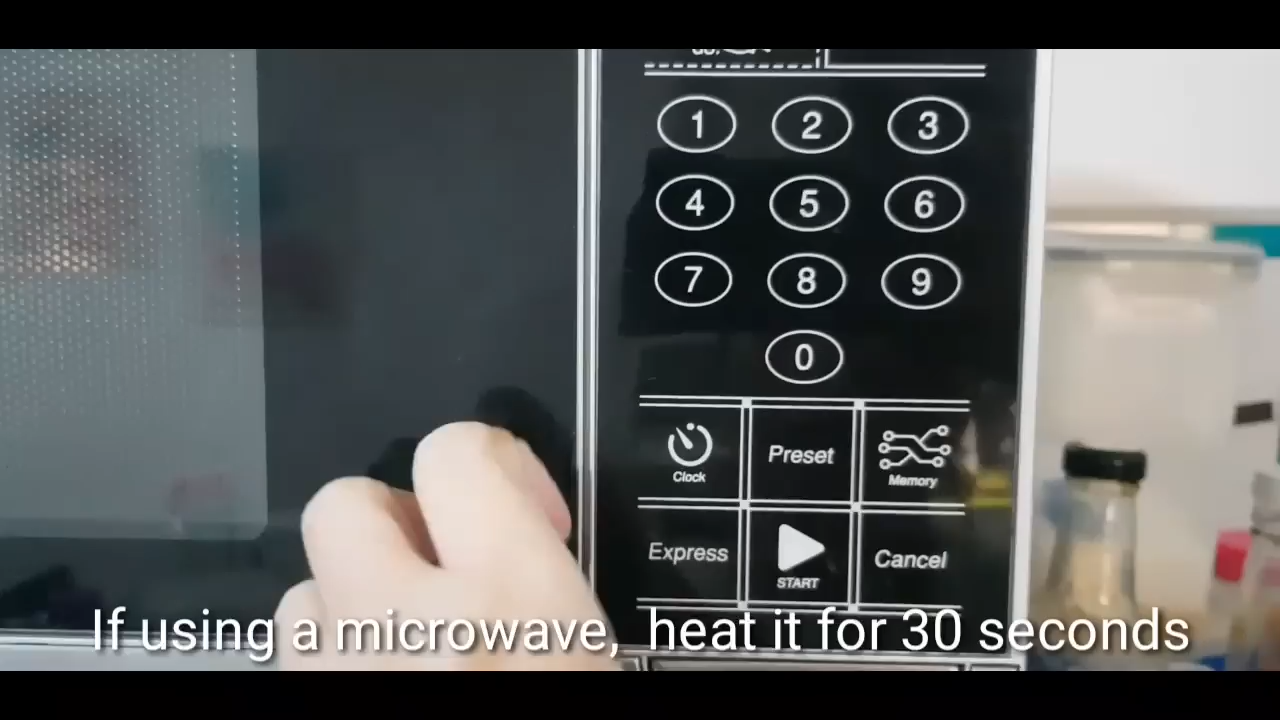 1 2 3
4 5 6
7 8 9
0
Clock Preset Memory
Express START Cancel
If using a microwave, heat it for 30 seconds